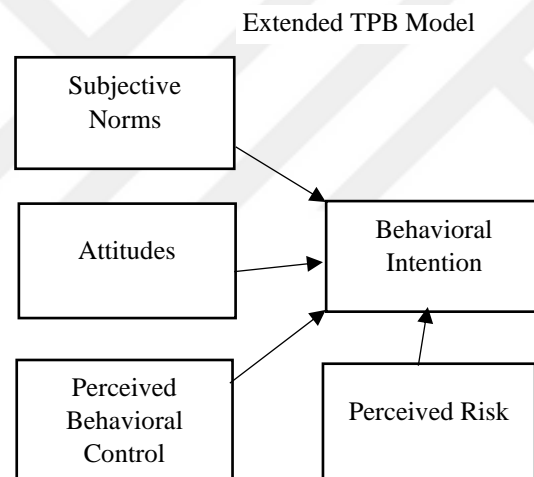 Extended TPB Model
Subjective
Norms
Attitudes
Behavioral
Intention
Perceived
Behavioral
Control
Perceived Risk